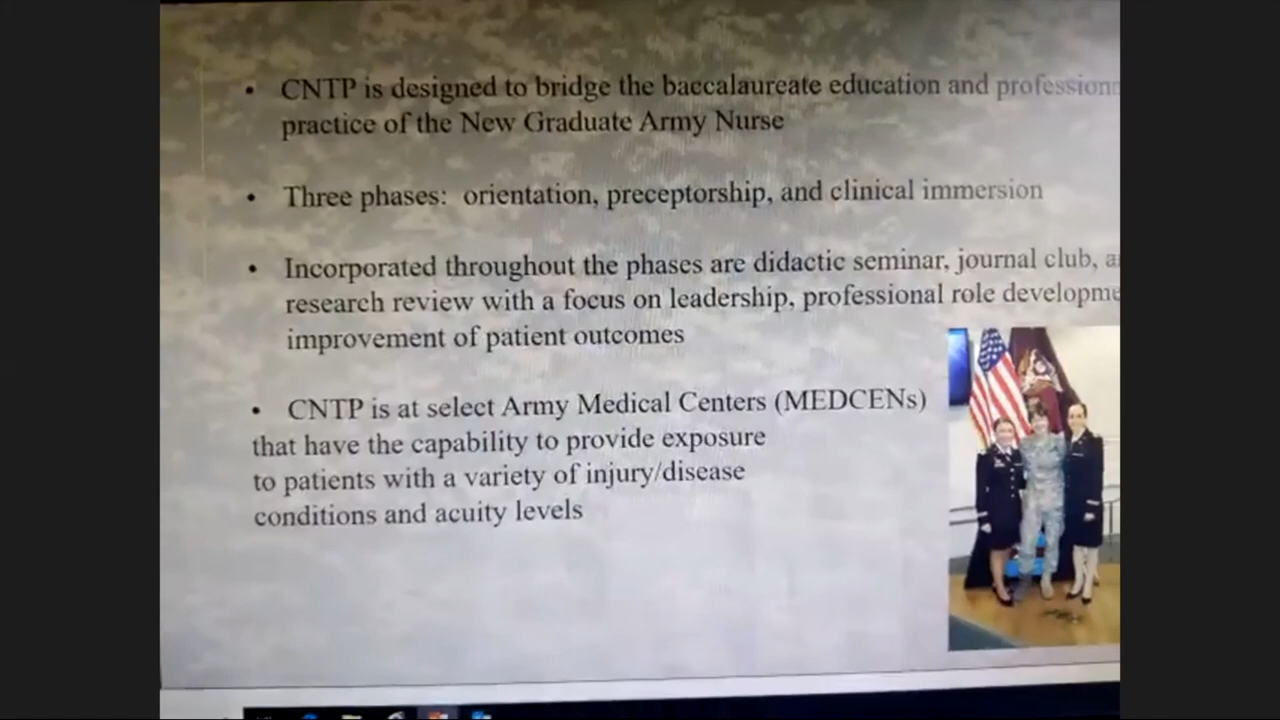 • CNTP is designed to bridge the baccalaureate education and profession
practice of the New Graduate Army Nurse
• Three phases: orientation, preceptorship, and clinical immersion
• Incorporated throughout the phases are didactic seminar, journal club,
research review with a focus on leadership, professional role developme
improvement of patient outcomes
• CNTP is at select Army Medical Centers (MEDCENs)
that have the capability to provide exposure
to patients with a variety of injury/disease
conditions and acuity levels